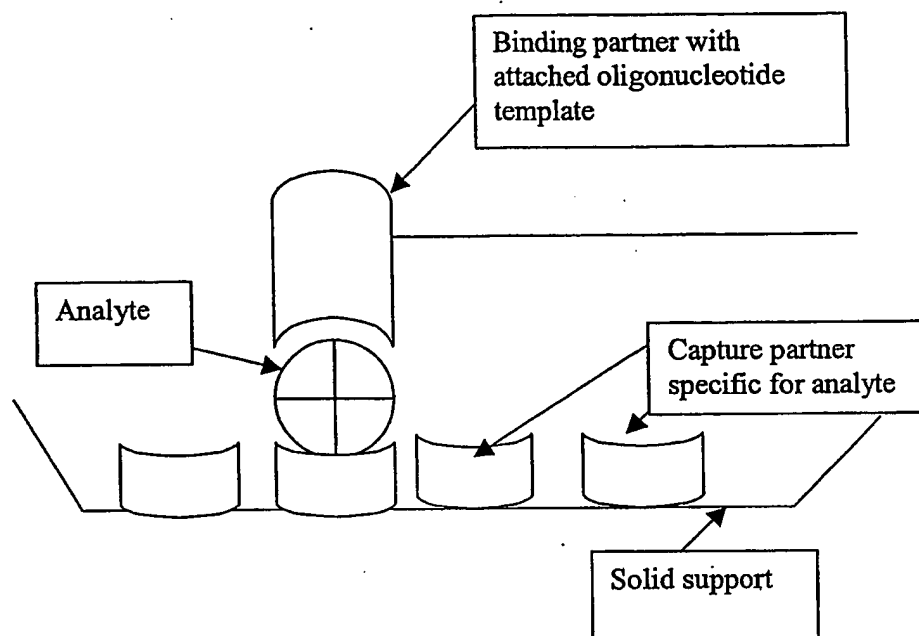 Binding partner with
attached oligonucleotide
template
Analyte
Capture partner
specific for analyte
Solid support